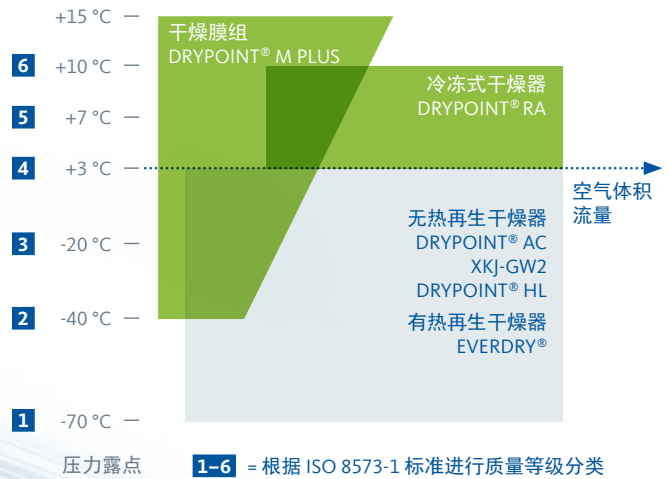 +15 °C
干燥膜组
DRYPOINT® M PLUS
6 +10 °C
冷冻式干燥器
DRYPOINT® RA
5 +7 °C
4 +3 °C
空气体积
流量
无热再生干燥器
3 -20 °C
DRYPOINT® AC
XKJ-GW2
DRYPOINT® HL
2 -40 °C
有热再生干燥器
EVERDRY®
1 -70 °C
压力露点
1–6 = 根据 ISO 8573-1 标准进行质量等级分类